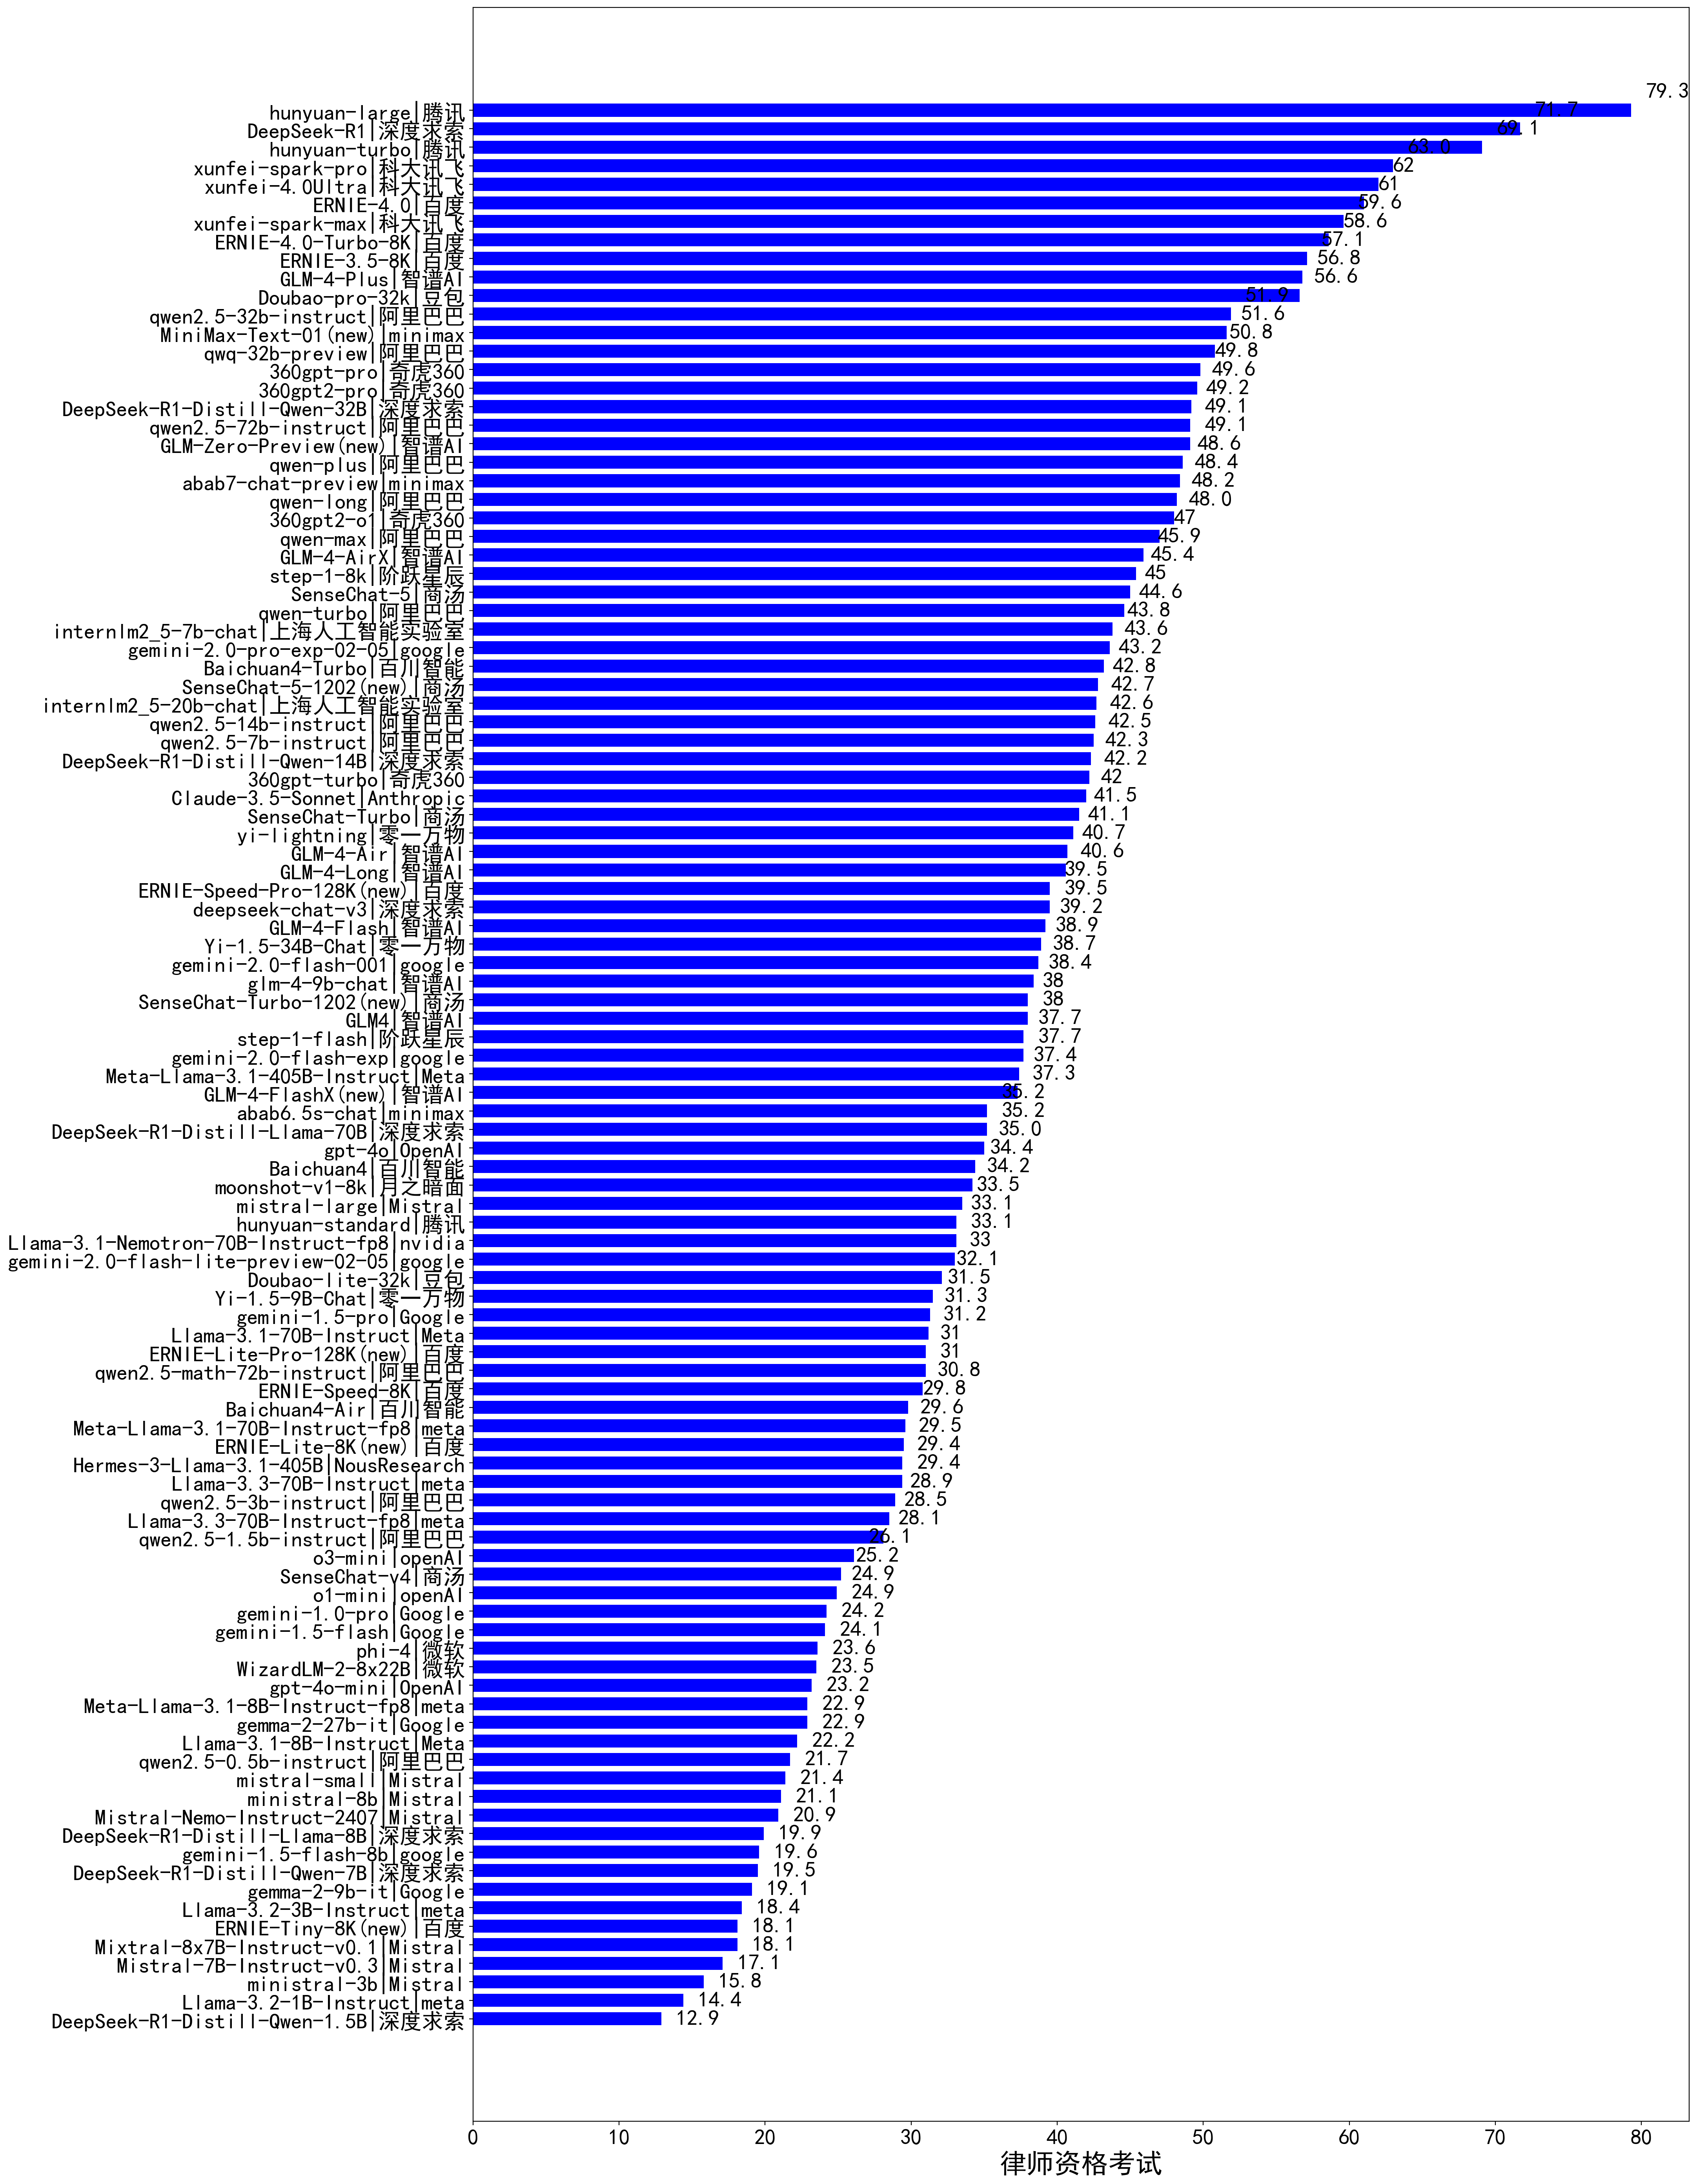 79.3
hunyuan-large|腾讯 71.7
DeepSeek-R1|深度求索 69.1
hunyuan-turbo|腾讯 63.0
xunfei-spark-pro|科大讯飞 62
xunfei-4.0Ultra|科大讯飞 61
ERNIE-4.0|百度 59.6
xunfei-spark-max|科大讯飞 58.6
ERNIE-4.0-Turbo-8K|百度 57.1
ERNIE-3.5-8K|百度 56.8
GLM-4-Plus|智谱AI 56.6
Doubao-pro-32k|豆包 51.9
qwen2.5-32b-instruct|阿里巴巴 51.6
MiniMax-Text-01(new)|minimax 50.8
qwq-32b-preview|阿里巴巴 49.8
360gpt-pro|奇虎360 49.6
360gpt2-pro|奇虎360 49.2
DeepSeek-R1-Distill-Qwen-32B|深度求索 49.1
qwen2.5-72b-instruct|阿里巴巴 49.1
GLM-Zero-Preview(new)|智谱AI 48.6
qwen-plus|阿里巴巴 48.4
abab7-chat-preview|minimax 48.2
qwen-long|阿里巴巴 48.0
360gpt2-o1|奇虎360 47
qwen-max|阿里巴巴 45.9
GLM-4-AirX|智谱AI 45.4
step-1-8k|阶跃星辰 45
SenseChat-5|商汤 44.6
qwen-turbo|阿里巴巴 43.8
internlm2_5-7b-chat|上海人工智能实验室 43.6
gemini-2.0-pro-exp-02-05|google 43.2
Baichuan4-Turbo|百川智能 42.8
SenseChat-5-1202(new)|商汤 42.7
internlm2_5-20b-chat|上海人工智能实验室 42.6
qwen2.5-14b-instruct|阿里巴巴 42.5
qwen2.5-7b-instruct|阿里巴巴 42.3
DeepSeek-R1-Distill-Qwen-14B|深度求索 42.2
360gpt-turbo|奇虎360 42
Claude-3.5-Sonnet|Anthropic 41.5
SenseChat-Turbo|商汤 41.1
yi-lightning|零一万物 40.7
GLM-4-Air|智谱AI 40.6
GLM-4-Long|智谱AI 39.5
ERNIE-Speed-Pro-128K(new)|百度 39.5
deepseek-chat-v3|深度求索 39.2
GLM-4-Flash|智谱AI 38.9
Yi-1.5-34B-Chat|零一万物 38.7
gemini-2.0-flash-001|google 38.4
glm-4-9b-chat|智谱AI 38
SenseChat-Turbo-1202(new)|商汤 38
GLM4|智谱AI 37.7
step-1-flash|阶跃星辰 37.7
gemini-2.0-flash-exp|google 37.4
Meta-Llama-3.1-405B-Instruct|Meta 37.3
GLM-4-FlashX(new)|智谱AI 35.2
abab6.5s-chat|minimax 35.2
DeepSeek-R1-Distill-Llama-70B|深度求索 35.0
gpt-4o|OpenAI 34.4
Baichuan4|百川智能 34.2
moonshot-v1-8k|月之暗面 33.5
mistral-large|Mistral 33.1
hunyuan-standard|腾讯 33.1
Llama-3.1-Nemotron-70B-Instruct-fp8|nvidia 33
gemini-2.0-flash-lite-preview-02-05|google 32.1
Doubao-lite-32k|豆包 31.5
Yi-1.5-9B-Chat|零一万物 31.3
gemini-1.5-pro|Google 31.2
Llama-3.1-70B-Instruct|Meta 31
ERNIE-Lite-Pro-128K(new)|百度 31
qwen2.5-math-72b-instruct|阿里巴巴 30.8
ERNIE-Speed-8K|百度 29.8
Baichuan4-Air|百川智能 29.6
Meta-Llama-3.1-70B-Instruct-fp8|meta 29.5
ERNIE-Lite-8K(new)|百度 29.4
Hermes-3-Llama-3.1-405B|NousResearch 29.4
Llama-3.3-70B-Instruct|meta 28.9
qwen2.5-3b-instruct|阿里巴巴 28.5
Llama-3.3-70B-Instruct-fp8|meta 28.1
qwen2.5-1.5b-instruct|阿里巴巴 26.1
o3-mini|openAI 25.2
SenseChat-v4|商汤 24.9
o1-mini|openAI 24.9
gemini-1.0-pro|Google 24.2
gemini-1.5-flash|Google 24.1
phi-4|微软 23.6
WizardLM-2-8x22B|微软 23.5
gpt-4o-mini|OpenAI 23.2
Meta-Llama-3.1-8B-Instruct-fp8|meta 22.9
gemma-2-27b-it|Google 22.9
Llama-3.1-8B-Instruct|Meta 22.2
qwen2.5-0.5b-instruct|阿里巴巴 21.7
mistral-small|Mistral 21.4
ministral-8b|Mistral 21.1
Mistral-Nemo-Instruct-2407|Mistral 20.9
DeepSeek-R1-Distill-Llama-8B|深度求索 19.9
gemini-1.5-flash-8b|google 19.6
DeepSeek-R1-Distill-Qwen-7B|深度求索 19.5
gemma-2-9b-it|Google 19.1
Llama-3.2-3B-Instruct|meta 18.4
ERNIE-Tiny-8K(new)|百度 18.1
Mixtral-8x7B-Instruct-v0.1|Mistral 18.1
Mistral-7B-Instruct-v0.3|Mistral 17.1
ministral-3b|Mistral 15.8
Llama-3.2-1B-Instruct|meta 14.4
DeepSeek-R1-Distill-Qwen-1.5B|深度求索 12.9
0 10 20 30 40 50 60 70 80
律师资格考试